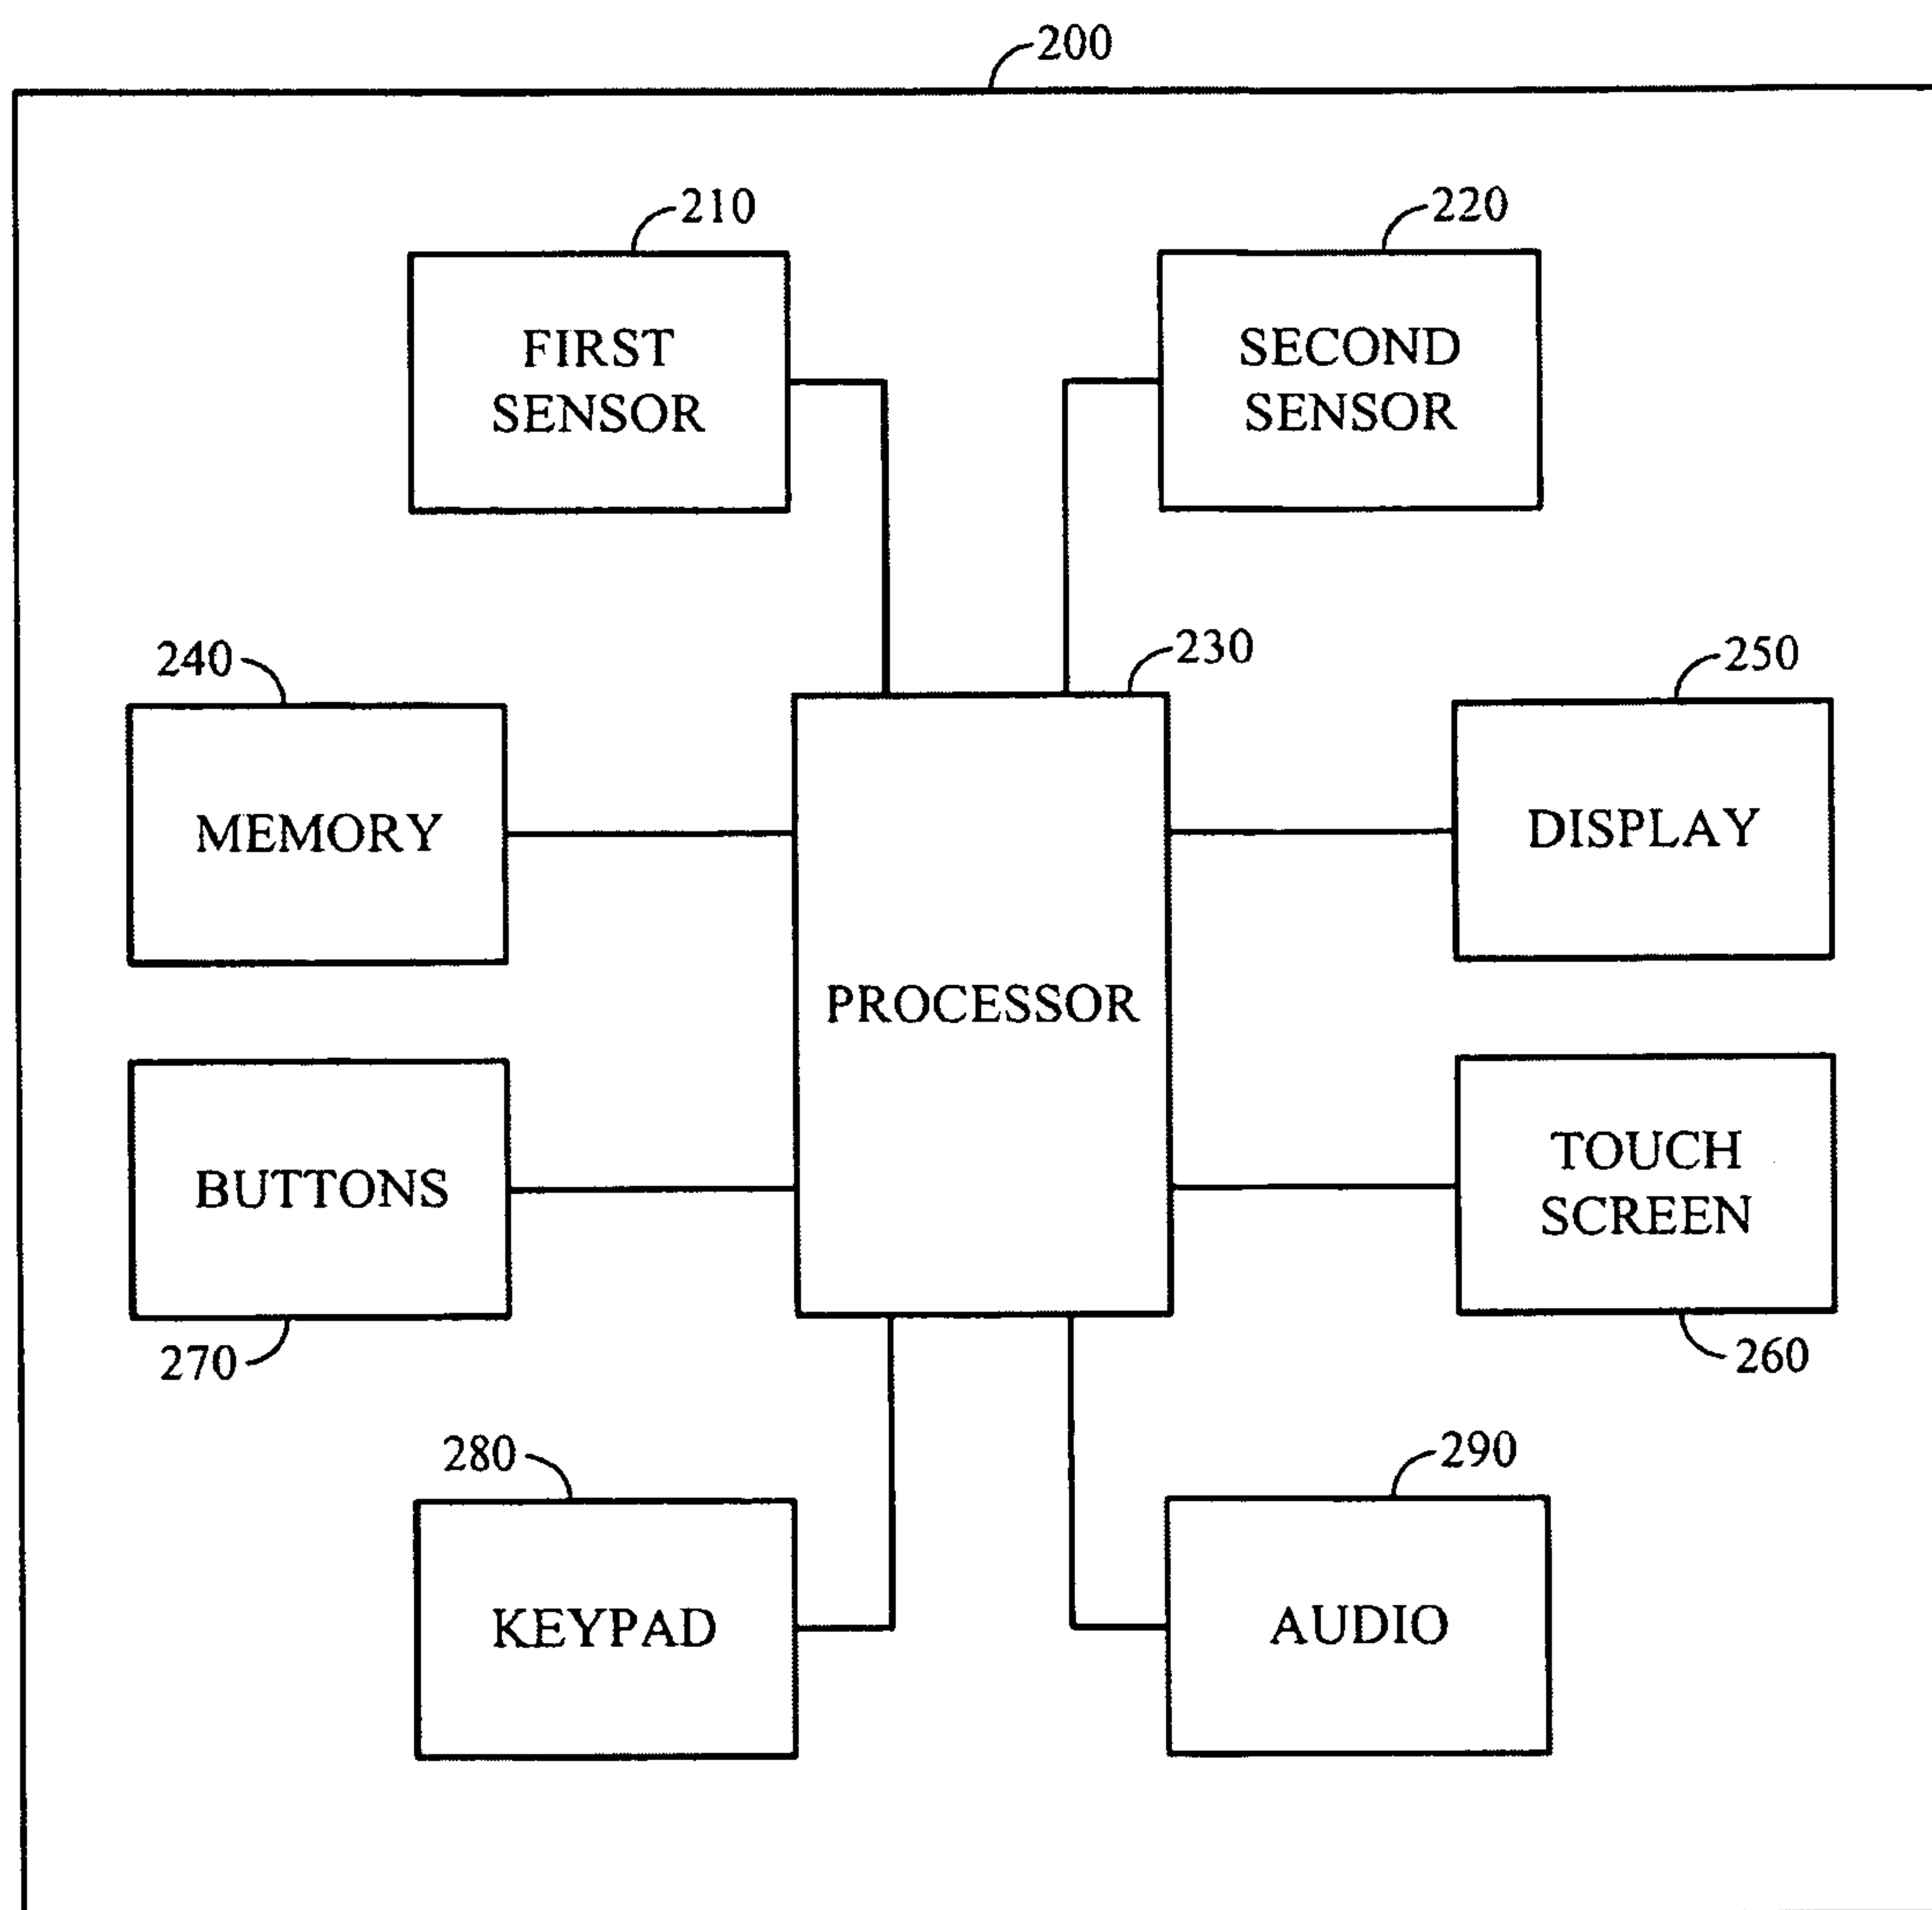 200
210
220
FIRST
SENSOR
SECOND
SENSOR
240
230
250
MEMORY
DISPLAY
PROCESSOR
BUTTONS
TOUCH
SCREEN
270
260
280
290
KEYPAD
AUDIO